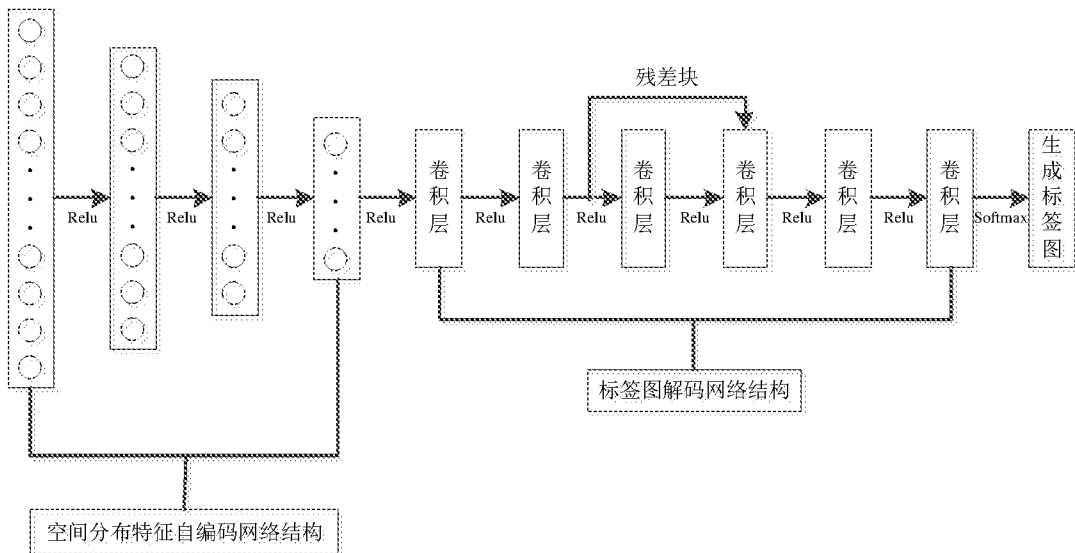 残差块
卷积层
卷积层
卷积层
卷积层
卷积层
卷积层
生成标签图
Relu
Relu
Relu
Relu
Relu
Relu
Relu
Relu
Relu
Softmax
标签图解码网络结构
空间分布特征自编码网络结构